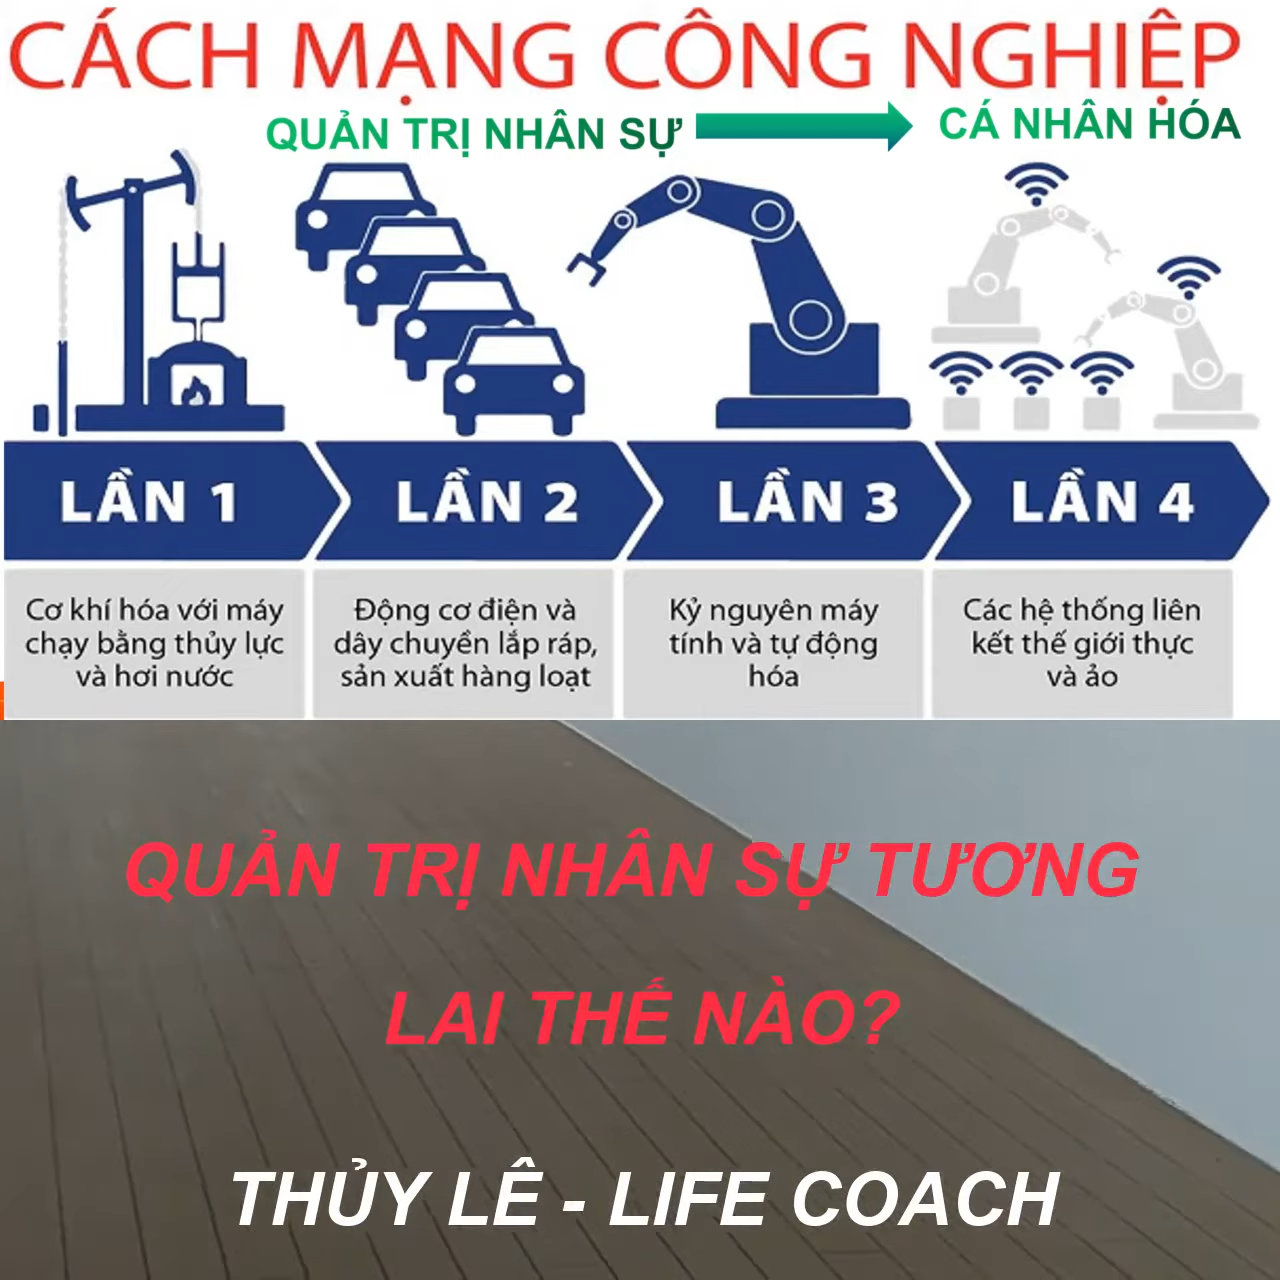 CÁCH MẠNG CÔNG NGHIỆP
QUẢN TRỊ NHÂN SỰ
CÁ NHÂN HÓA
LẦN 1
LẦN 2
LẦN 3
LẦN 4
Cơ khí hóa với máy
chạy bằng thủy lực
và hơi nước
Động cơ điện và
dây chuyền lắp ráp,
sản xuất hàng loạt
Kỷ nguyên máy
tính và tự động
hóa
Các hệ thống liên
kết thế giới thực
và ảo
QUẢN TRỊ NHÂN SỰ TƯƠNG
LAI THẾ NÀO?
THỦY LÊ - LIFE COACH